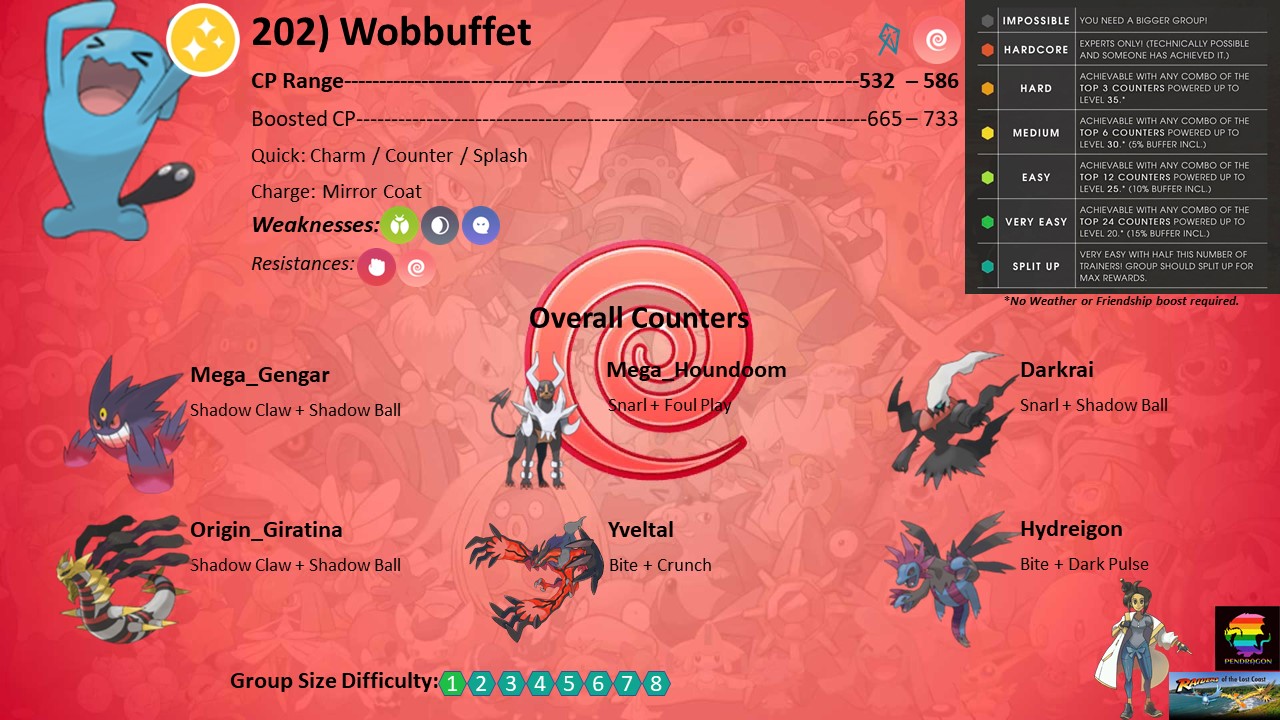 202) Wobbuffet
CP Range------532 – 586
Boosted CP------665 – 733
Quick: Charm / Counter / Splash
Charge: Mirror Coat
Weaknesses:
Resistances:
IMPOSSIBLE YOU NEED A BIGGER GROUP!
HARDCORE EXPERTS ONLY! (TECHNICALLY POSSIBLE
AND SOMEONE HAS ACHIEVED IT.)
HARD ACHIEVABLE WITH ANY COMBO OF THE
TOP 3 COUNTERS POWERED UP TO
LEVEL 35.*
MEDIUM ACHIEVABLE WITH ANY COMBO OF THE
TOP 6 COUNTERS POWERED UP TO
LEVEL 30.* (5% BUFFER INCL.)
EASY ACHIEVABLE WITH ANY COMBO OF THE
TOP 12 COUNTERS POWERED UP TO
LEVEL 25.* (10% BUFFER INCL.)
VERY EASY ACHIEVABLE WITH ANY COMBO OF THE
TOP 24 COUNTERS POWERED UP TO
LEVEL 20.* (15% BUFFER INCL.)
SPLIT UP VERY EASY WITH HALF THIS NUMBER OF
TRAINERS! GROUP SHOULD SPLIT UP FOR
MAX REWARDS.
*No Weather or Friendship boost required.
Overall Counters
Mega_Gengar
Shadow Claw + Shadow Ball
Mega_Houndoom
Snarl + Foul Play
Darkrai
Snarl + Shadow Ball
Origin_Giratina
Shadow Claw + Shadow Ball
Yveltal
Bite + Crunch
Hydreigon
Bite + Dark Pulse
Group Size Difficulty: 1 2 3 4 5 6 7 8
PENDRAGON
RAIDERS of the Lost Coast